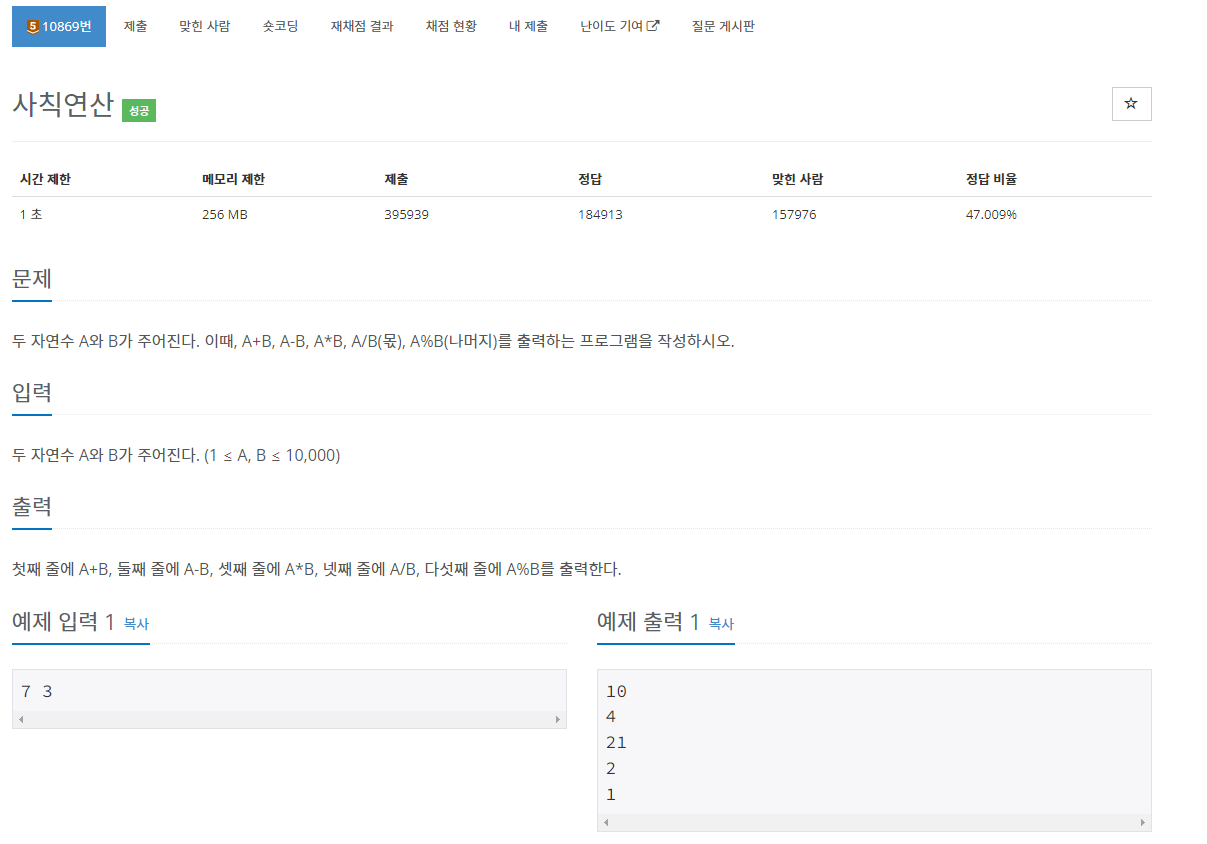 5 10869번 제출 맞힌 사람 숏코딩 재채점 결과 채점 현황 내 제출 난이도 기여 질문 게시판
사칙연산 성공
시간 제한 메모리 제한 제출 정답 맞힌 사람 정답 비율
1 초 256 MB 395939 184913 157976 47.009%
문제
두 자연수 A와 B가 주어진다. 이때, A+B, A-B, A*B, A/B(몫), A%B(나머지)를 출력하는 프로그램을 작성하시오.
입력
두 자연수 A와 B가 주어진다. (1 ≤ A, B ≤ 10,000)
출력
첫째 줄에 A+B, 둘째 줄에 A-B, 셋째 줄에 A*B, 넷째 줄에 A/B, 다섯째 줄에 A%B를 출력한다.
예제 입력 1 복사
7 3
예제 출력 1 복사
10
4
21
2
1